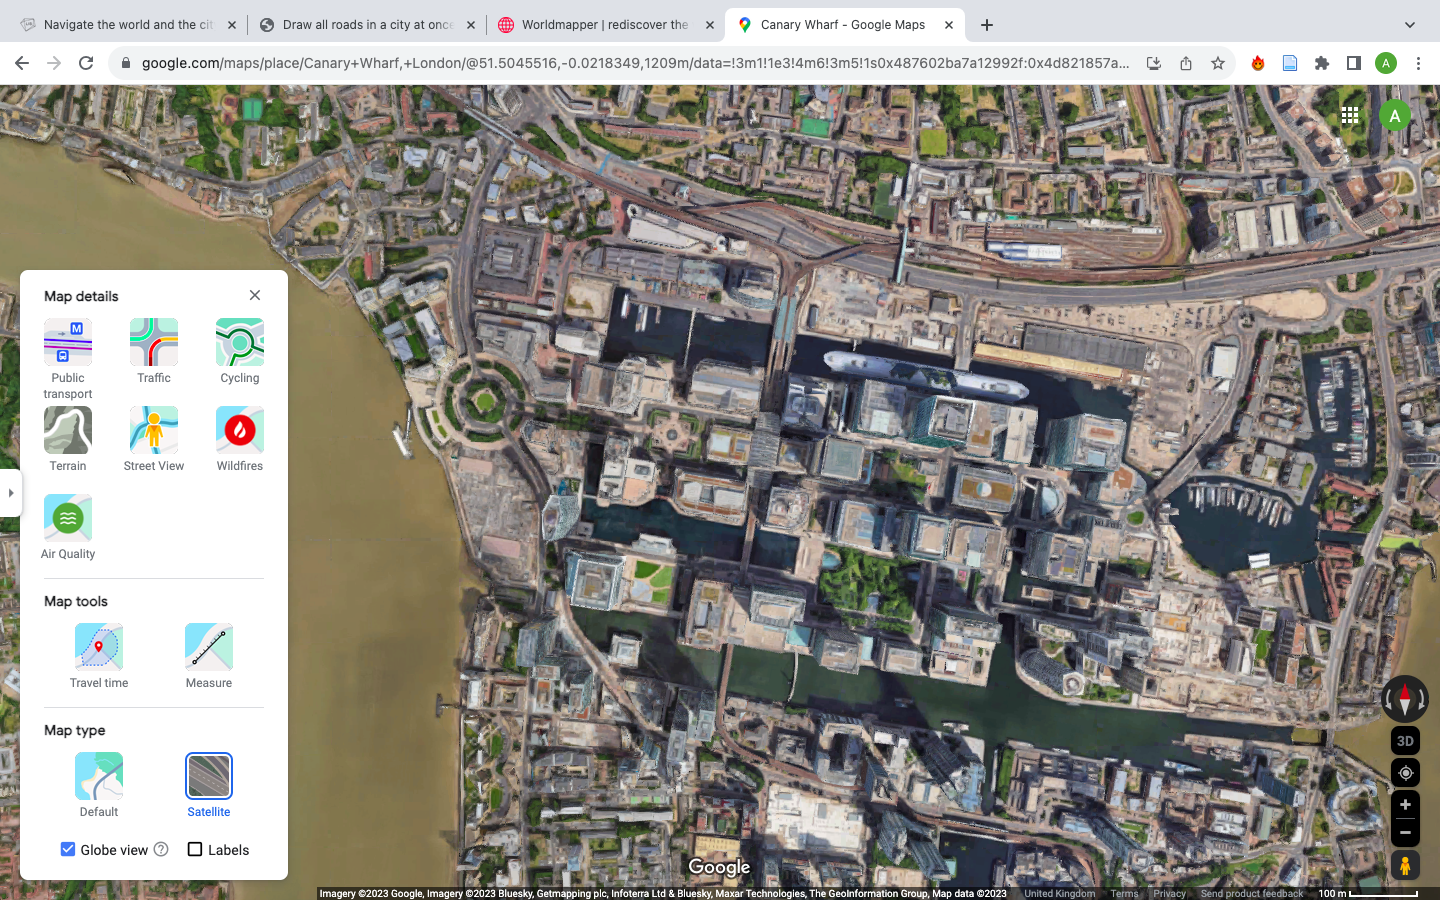 Navigate the world and the cit
Draw all roads in a city at once
Worldmapper | rediscover the
Canary Wharf - Google Maps
google.com/maps/place/Canary+Wharf,+London/@51.5045516,-0.0218349,1209m/data=!3m1!1e3!4m6!3m5!1s0x487602ba7a12992f:0x4d821857a...
A
A
Map details
Public transport
Traffic
Cycling
Terrain
Street View
Wildfires
Air Quality
Map tools
Travel time
Measure
Map type
Default
Satellite
Globe view
Labels
3D
Google
Imagery ©2023 Google, Imagery ©2023 Bluesky, Getmapping plc, Infoterra Ltd & Bluesky, Maxar Technologies, The GeoInformation Group, Map data ©2023 United Kingdom Terms Privacy Send product feedback 100 m